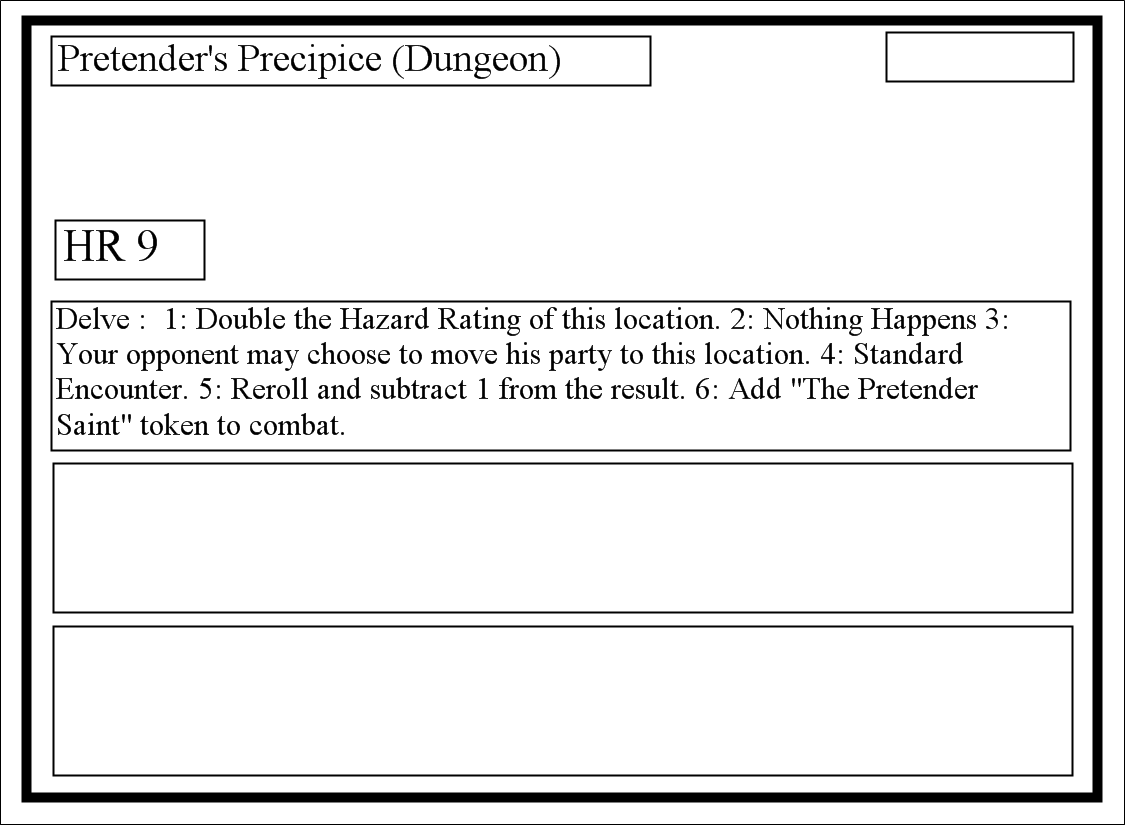 Pretender's Precipice (Dungeon)
HR 9
Delve :  1: Double the Hazard Rating of this location. 2: Nothing Happens 3:
Your opponent may choose to move his party to this location. 4: Standard
Encounter. 5: Reroll and subtract 1 from the result. 6: Add "The Pretender
Saint" token to combat.